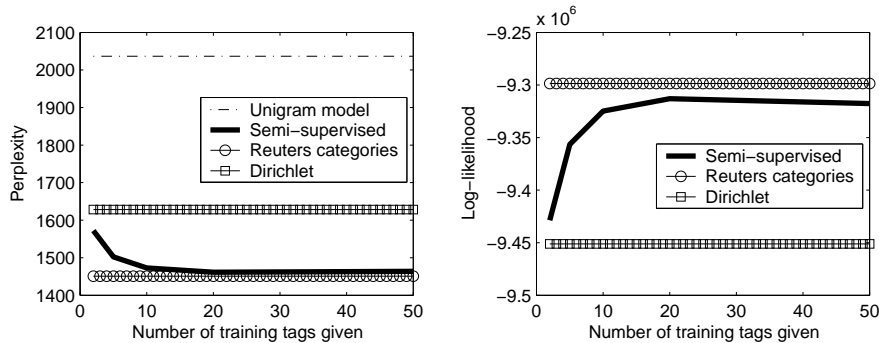 2100
2000
1900
1800
1700
1600
1500
1400
Perplexity
Unigram model
Semi−supervised
Reuters categories
Dirichlet
0 10 20 30 40 50
Number of training tags given
x 10^6
−9.25
−9.3
−9.35
−9.4
−9.45
−9.5
Log−likelihood
Semi−supervised
Reuters categories
Dirichlet
0 10 20 30 40 50
Number of training tags given